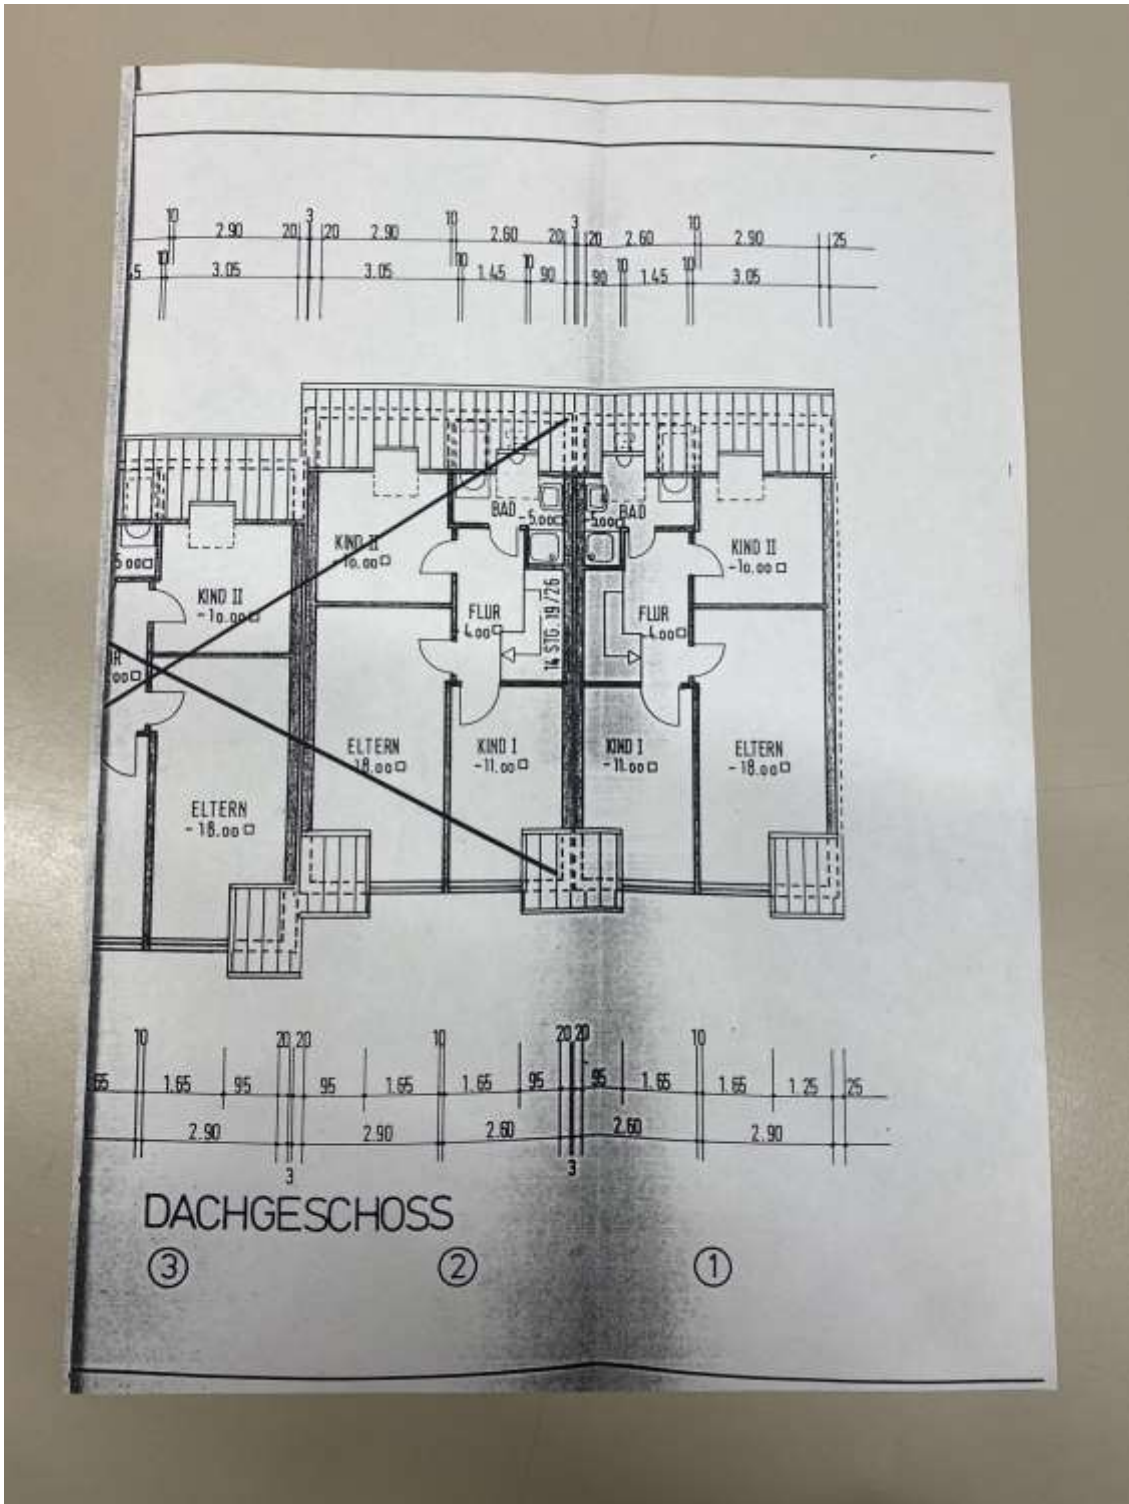 10 3 10 3 10
2.90 20 20 2.90 2.60 20 20 2.60 2.90 25
10 10 10 10 10
3.05 3.05 1.45 90 90 1.45 3.05
BAD BAD
-5.00□ -5.00□
KIND II KIND II
-10.00□ -10.00□
5.00□
KIND II
-10.00□
FLUR FLUR
4.00□ -4.00□
14 STG. 19/26
ELTERN KIND I KIND I ELTERN
18.00□ -11.00□ -11.00□ -18.00□
ELTERN
-18.00□
10 20 20 10 20 20 10
65 1.65 95 95 1.65 1.65 95 95 1.65 1.65 1.25 25
2.90 2.90 2.60 2.60 2.90
3 3
DACHGESCHOSS
3 2 1